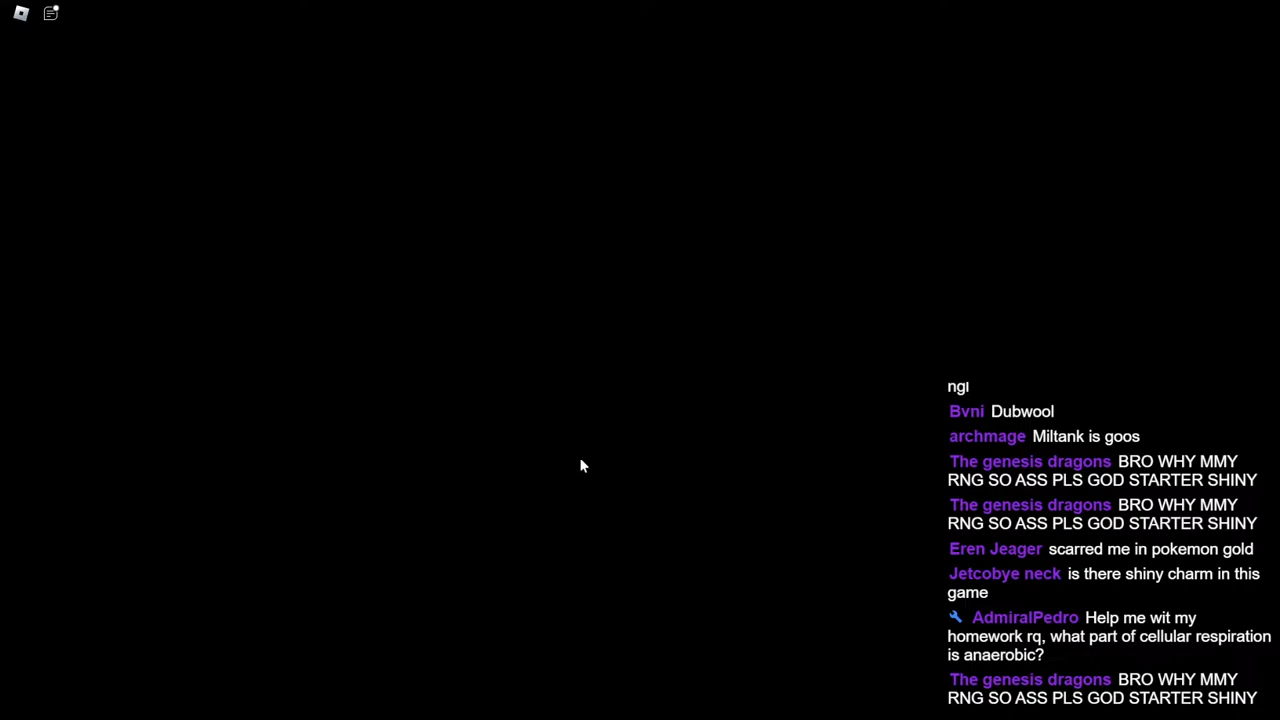 ngl
Bvni Dubwool
archmage Miltank is goos
The genesis dragons BRO WHY MMY
RNG SO ASS PLS GOD STARTER SHINY
The genesis dragons BRO WHY MMY
RNG SO ASS PLS GOD STARTER SHINY
Eren Jeager scarred me in pokemon gold
Jetcobye neck is there shiny charm in this
game
AdmiralPedro Help me wit my
homework rq, what part of cellular respiration
is anaerobic?
The genesis dragons BRO WHY MMY
RNG SO ASS PLS GOD STARTER SHINY